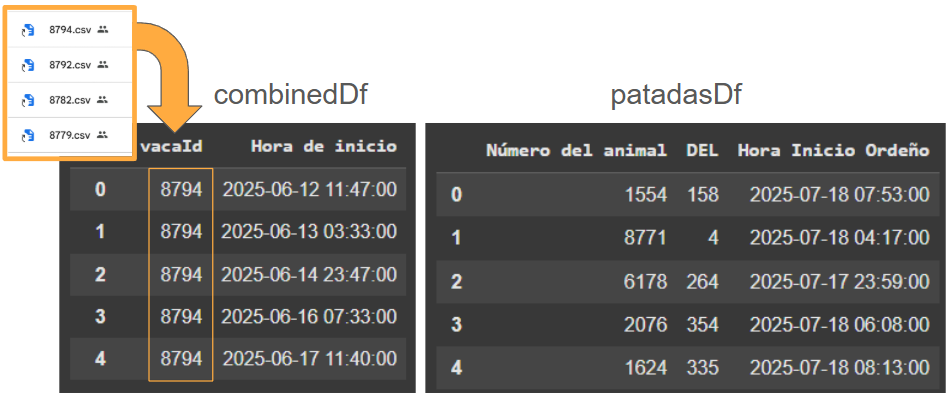 8794.csv
8792.csv
8782.csv
8779.csv
combinedDf
patadasDf
vacaId Hora de inicio
0 8794 2025-06-12 11:47:00
1 8794 2025-06-13 03:33:00
2 8794 2025-06-14 23:47:00
3 8794 2025-06-16 07:33:00
4 8794 2025-06-17 11:40:00
Número del animal DEL Hora Inicio Ordeño
0 1554 158 2025-07-18 07:53:00
1 8771 4 2025-07-18 04:17:00
2 6178 264 2025-07-17 23:59:00
3 2076 354 2025-07-18 06:08:00
4 1624 335 2025-07-18 08:13:00